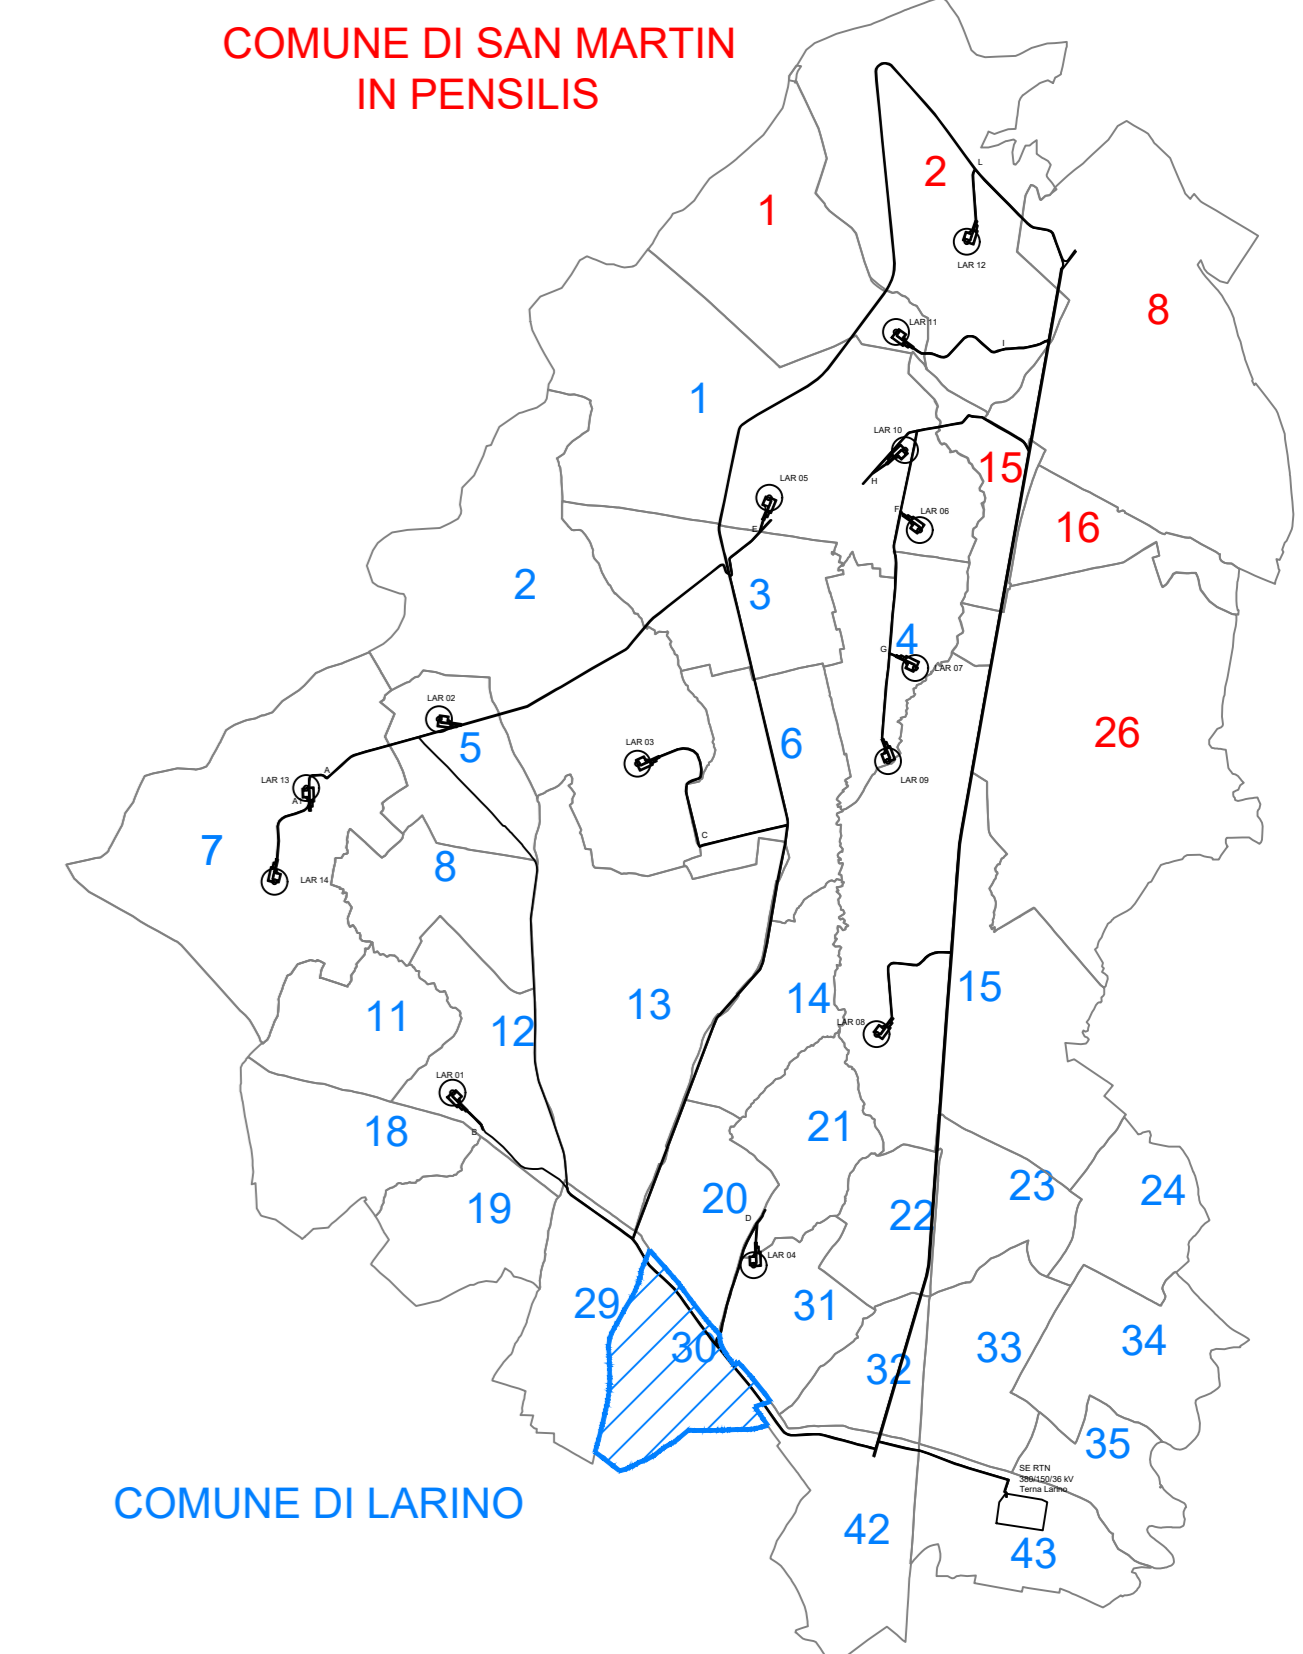 COMUNE DI SAN MARTIN
IN PENSILIS
L
2
1
LAR 12
8
LAR 11
I
1
LAR 10
15
H
LAR 05
F
LAR 06
E
16
2
3
4
G
LAR 07
LAR 02
5
LAR 03
6
26
A
LAR 13
LAR 09
A1
C
7
8
LAR 14
11
12
13
14
15
LAR 08
LAR 01
B
18
21
19
20
D
22
23
24
LAR 04
29
30
31
32
33
34
35
SE RTN
380/150/36 kV
Terna Larino
COMUNE DI LARINO
42
43